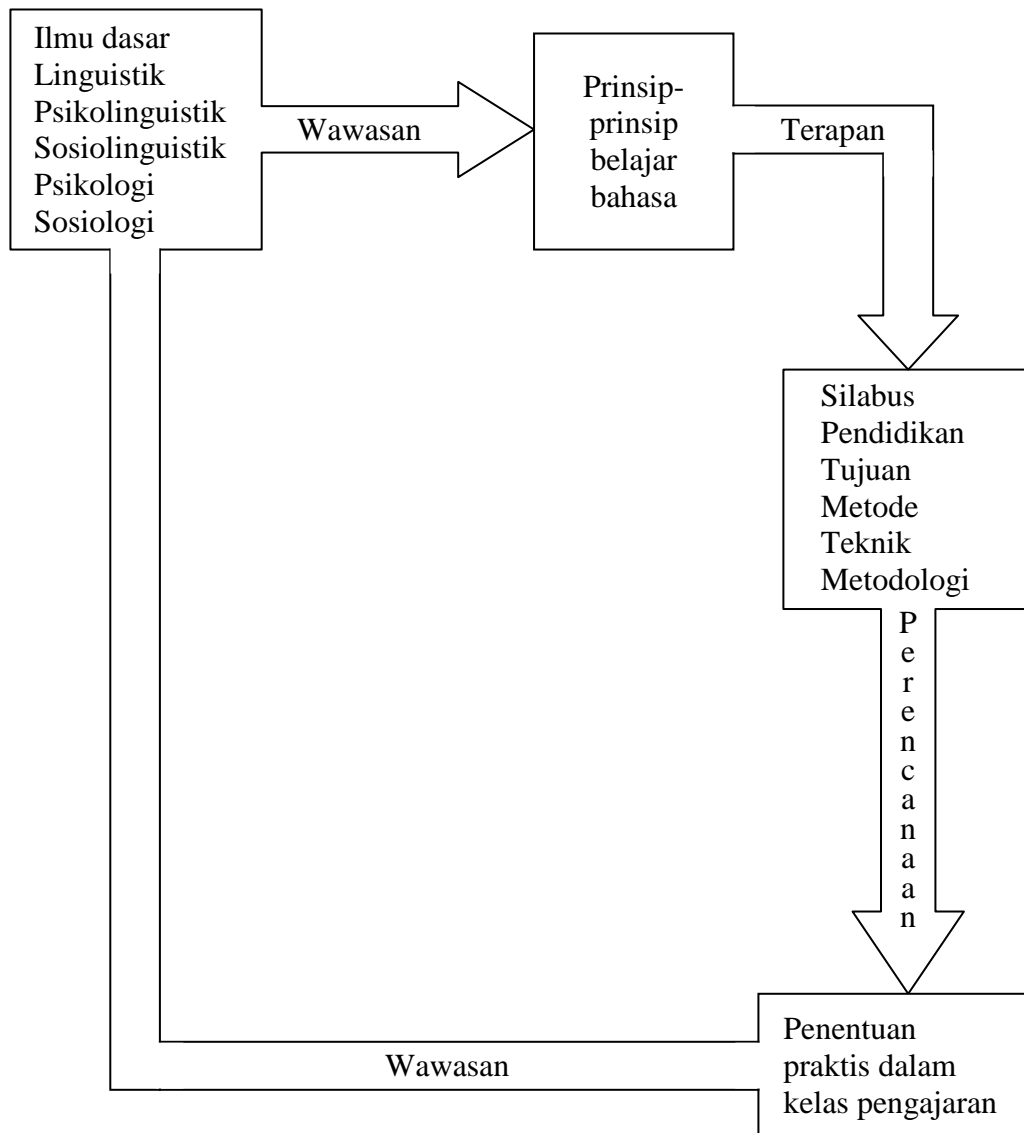 Ilmu dasar
Linguistik
Psikolinguistik
Sosiolinguistik
Psikologi
Sosiologi
Wawasan
Prinsip-
prinsip
belajar
bahasa
Terapan
Silabus
Pendidikan
Tujuan
Metode
Teknik
Metodologi
Perencanaan
Penentuan
praktis dalam
kelas pengajaran
Wawasan